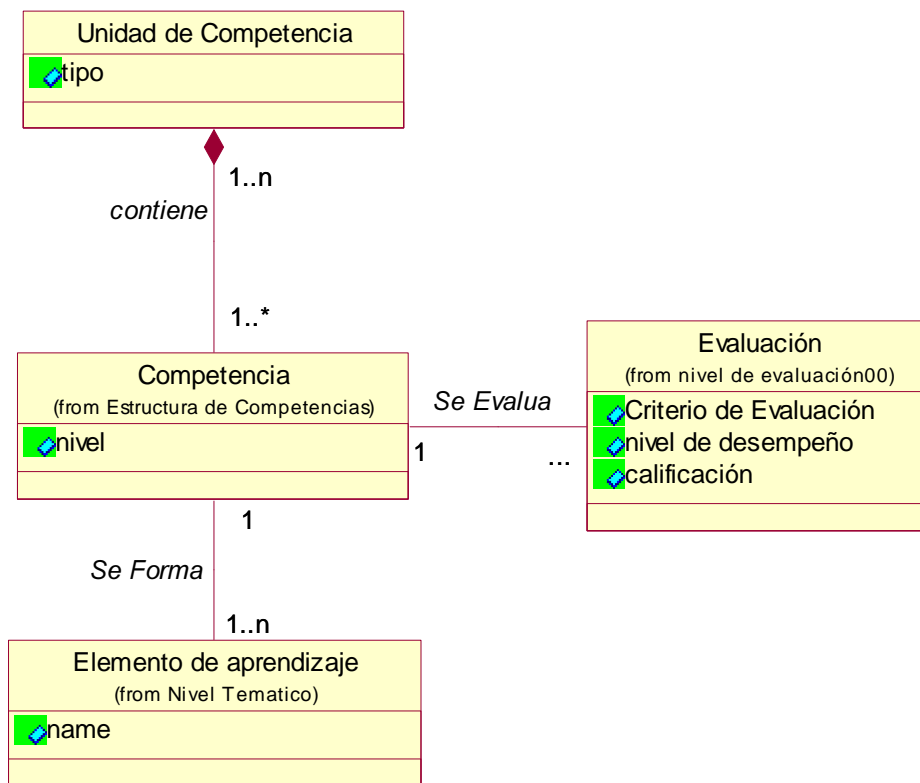 Unidad de Competencia
tipo
1..n
contiene
1..*
Competencia
(from Estructura de Competencias)
nivel
Se Evalua
1
...
Evaluación
(from nivel de evaluación00)
Criterio de Evaluación
nivel de desempeño
calificación
1
Se Forma
1..n
Elemento de aprendizaje
(from Nivel Tematico)
name